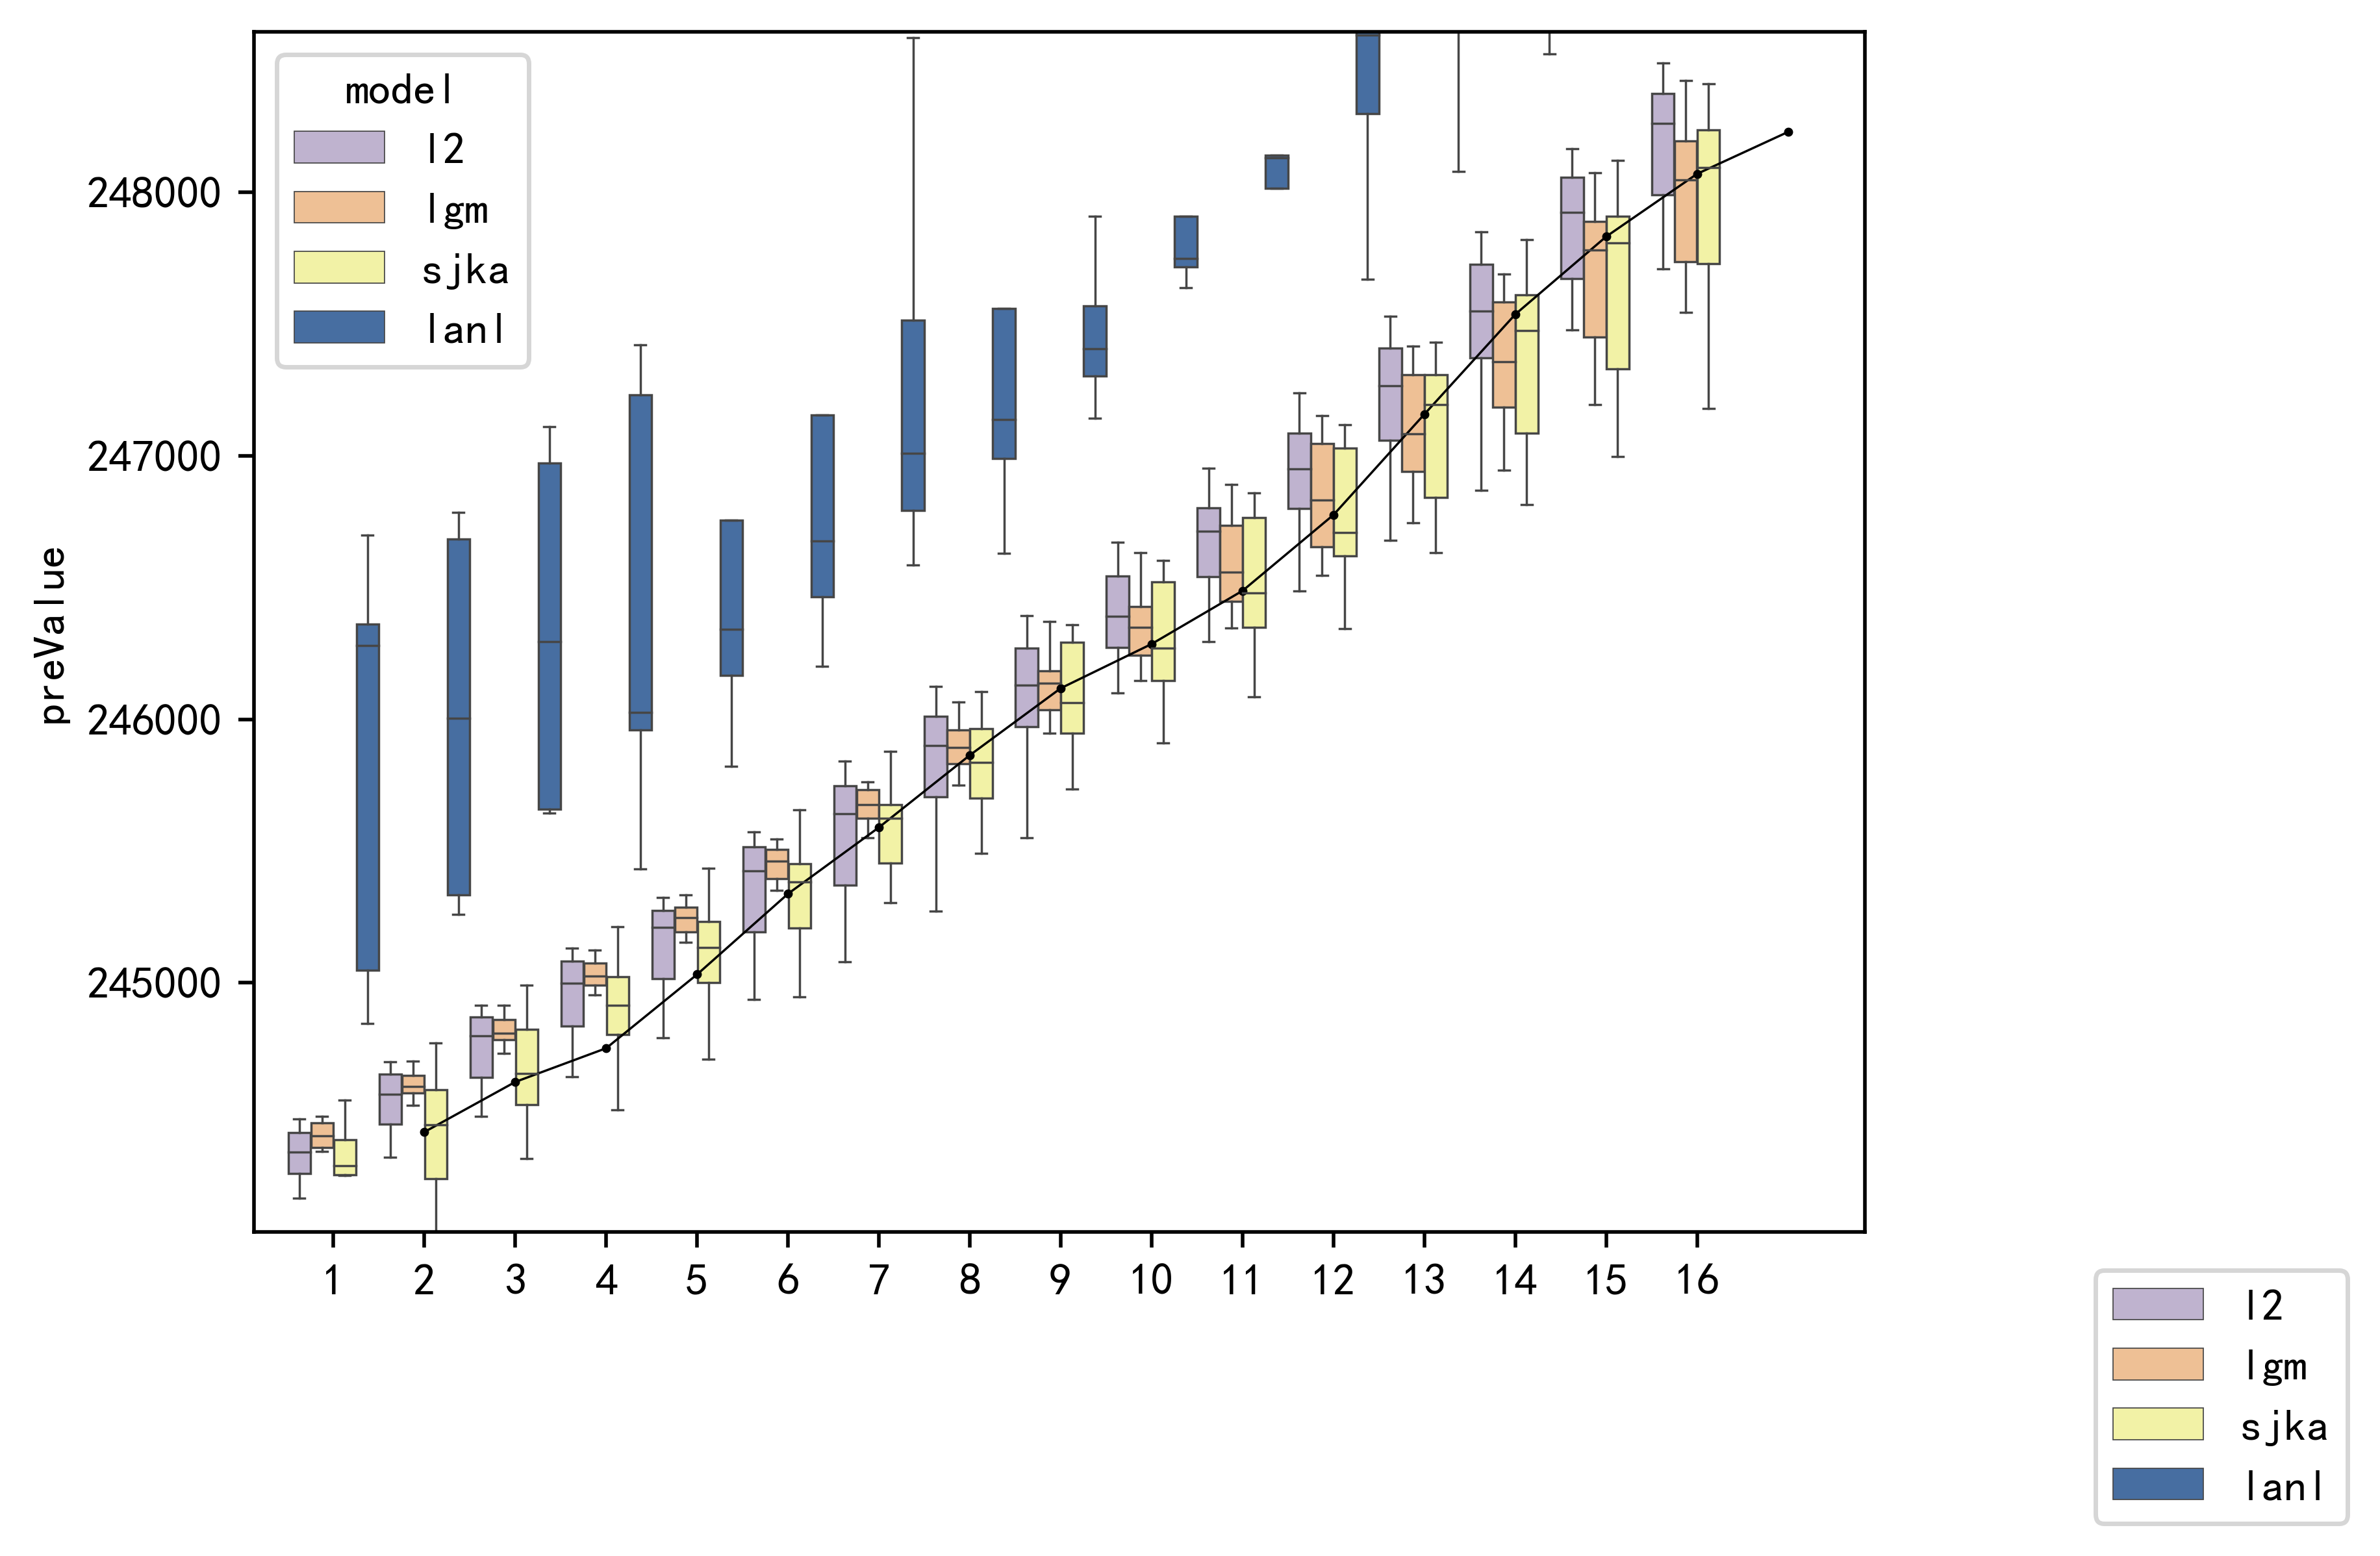 model
l2
lgm
sjka
lanl
248000
247000
246000
245000
preValue
1 2 3 4 5 6 7 8 9 10 11 12 13 14 15 16
l2
lgm
sjka
lanl